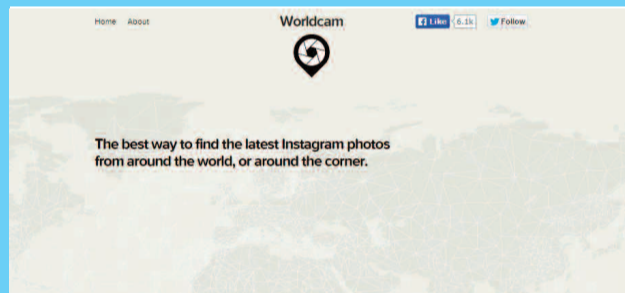 Home About Worldcam Like 6.1k Follow
The best way to find the latest Instagram photos
from around the world, or around the corner.